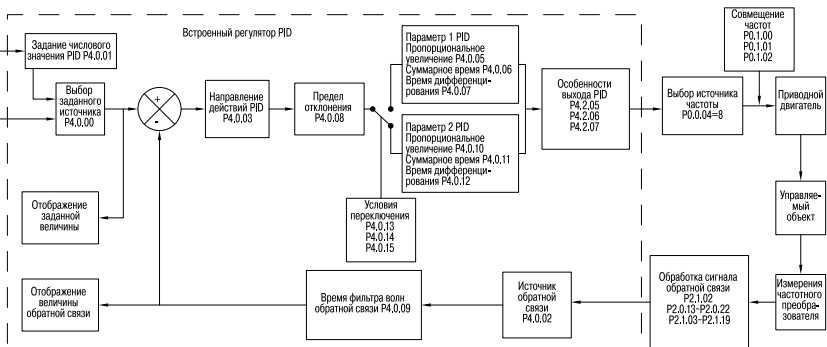 Встроенный регулятор PID
Задание числового
значения PID P4.0.01
Выбор
заданного
источника
P4.0.00
+
-
Направление
действий PID
P4.0.03
Предел
отклонения
P4.0.08
Параметр 1 PID
Пропорциональное
увеличение P4.0.05
Суммарное время P4.0.06
Время дифференци-
рования P4.0.07
Параметр 2 PID
Пропорциональное
увеличение P4.0.10
Суммарное время P4.0.11
Время дифференци-
рования P4.0.12
Условия
переключения
P4.0.13
P4.0.14
P4.0.15
Особенности
выхода PID
P4.2.05
P4.2.06
P4.2.07
Совмещение
частот
P0.1.00
P0.1.01
P0.1.02
Выбор источника
частоты
P0.0.04=8
Приводной
двигатель
Управляе-
мый
объект
Измерения
частотного
преобра-
зователя
Обработка сигнала
обратной связи
P2.1.02
P2.0.13-P2.0.22
P2.1.03-P2.1.19
Источник
обратной
связи
P4.0.02
Время фильтра волн
обратной связи P4.0.09
Отображение
заданной
величины
Отображение
величины
обратной связи